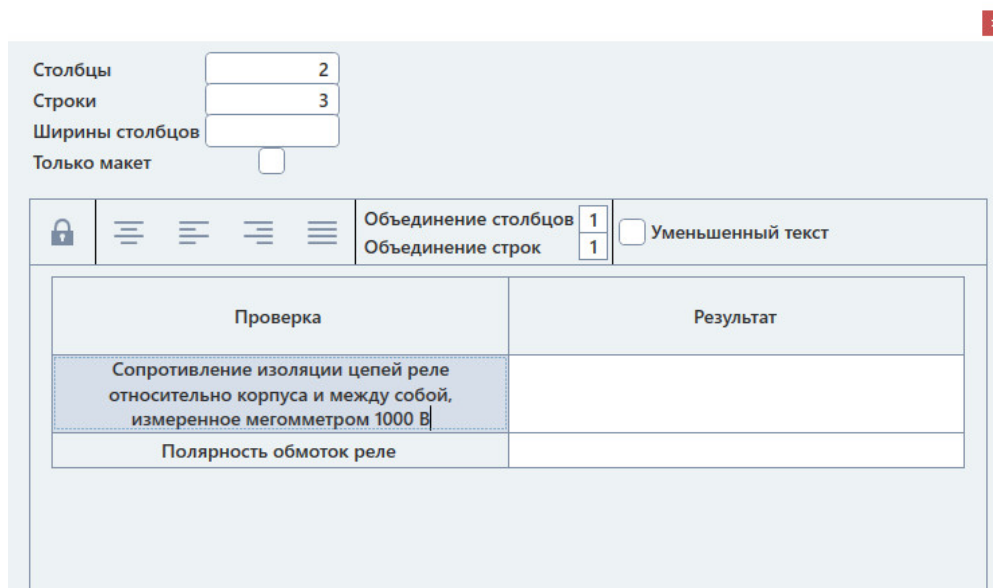 Столбцы 2
Строки 3
Ширины столбцов
Только макет
Объединение столбцов 1
Объединение строк 1
Уменьшенный текст
Проверка Результат
Сопротивление изоляции цепей реле
относительно корпуса и между собой,
измеренное мегомметром 1000 В
Полярность обмоток реле